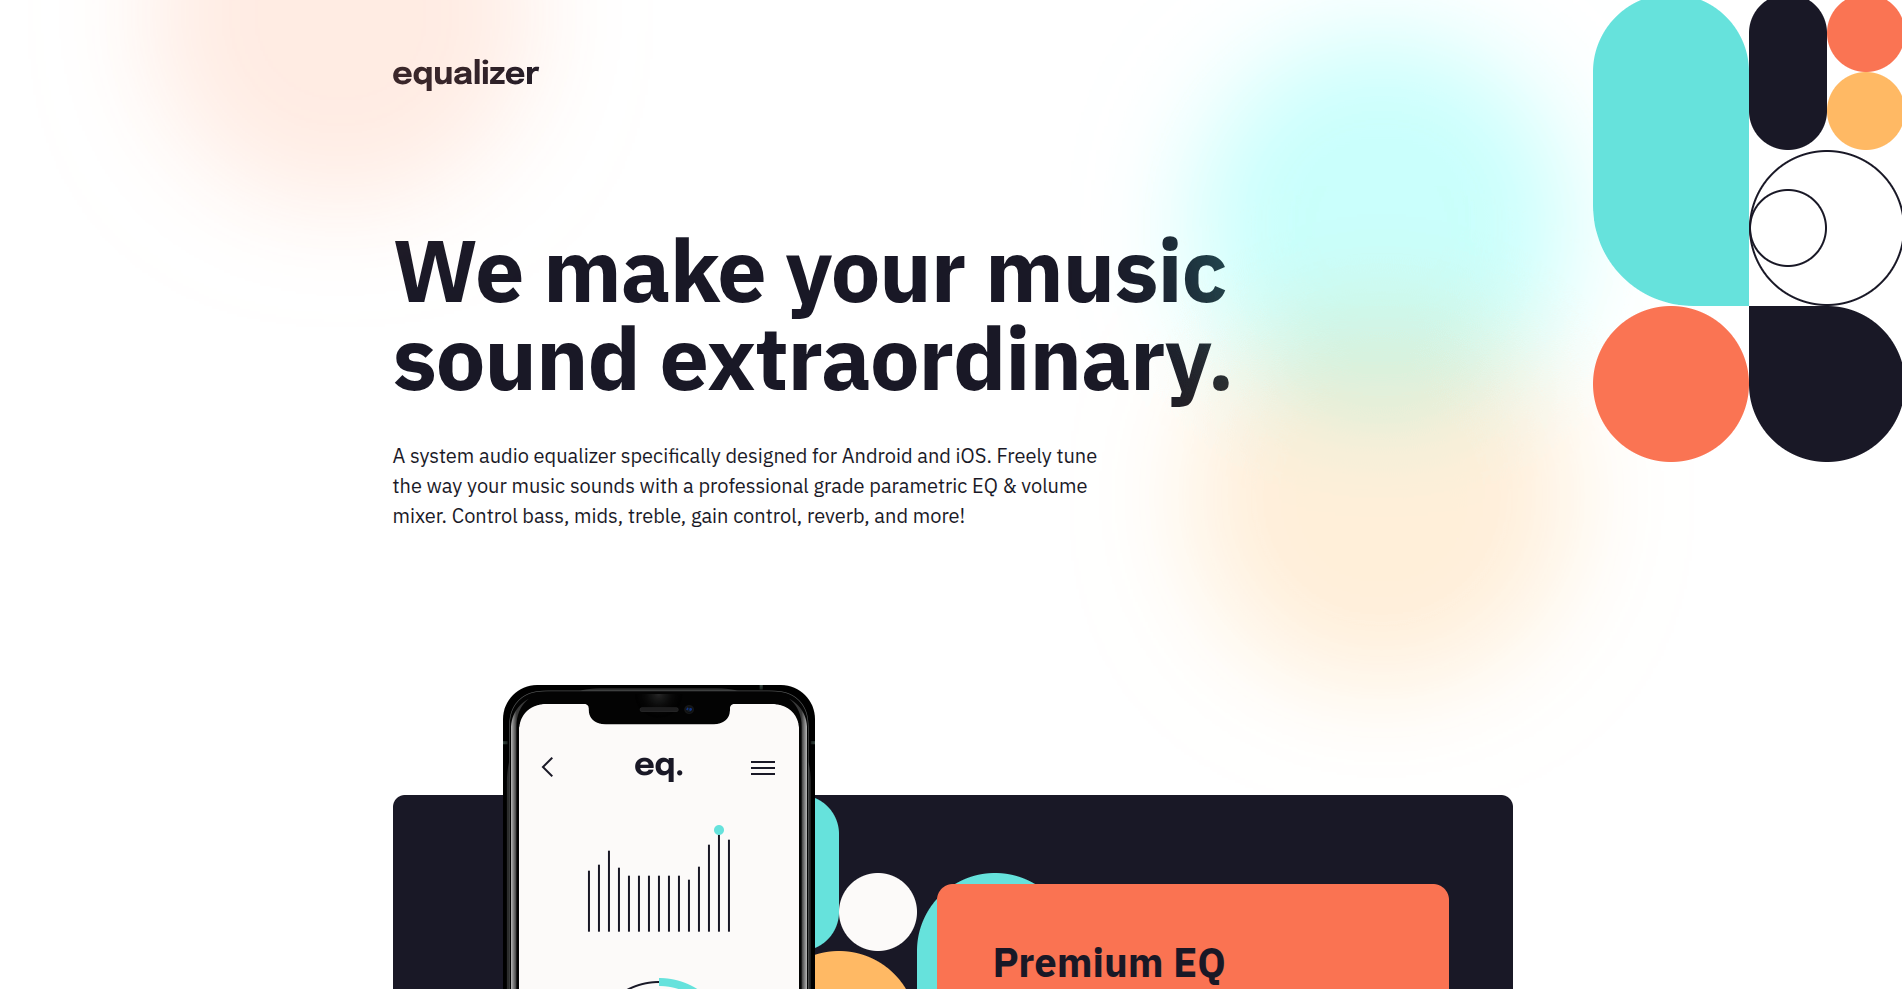 equalizer
We make your music
sound extraordinary.
A system audio equalizer specifically designed for Android and iOS. Freely tune
the way your music sounds with a professional grade parametric EQ & volume
mixer. Control bass, mids, treble, gain control, reverb, and more!
eq.
Premium EQ